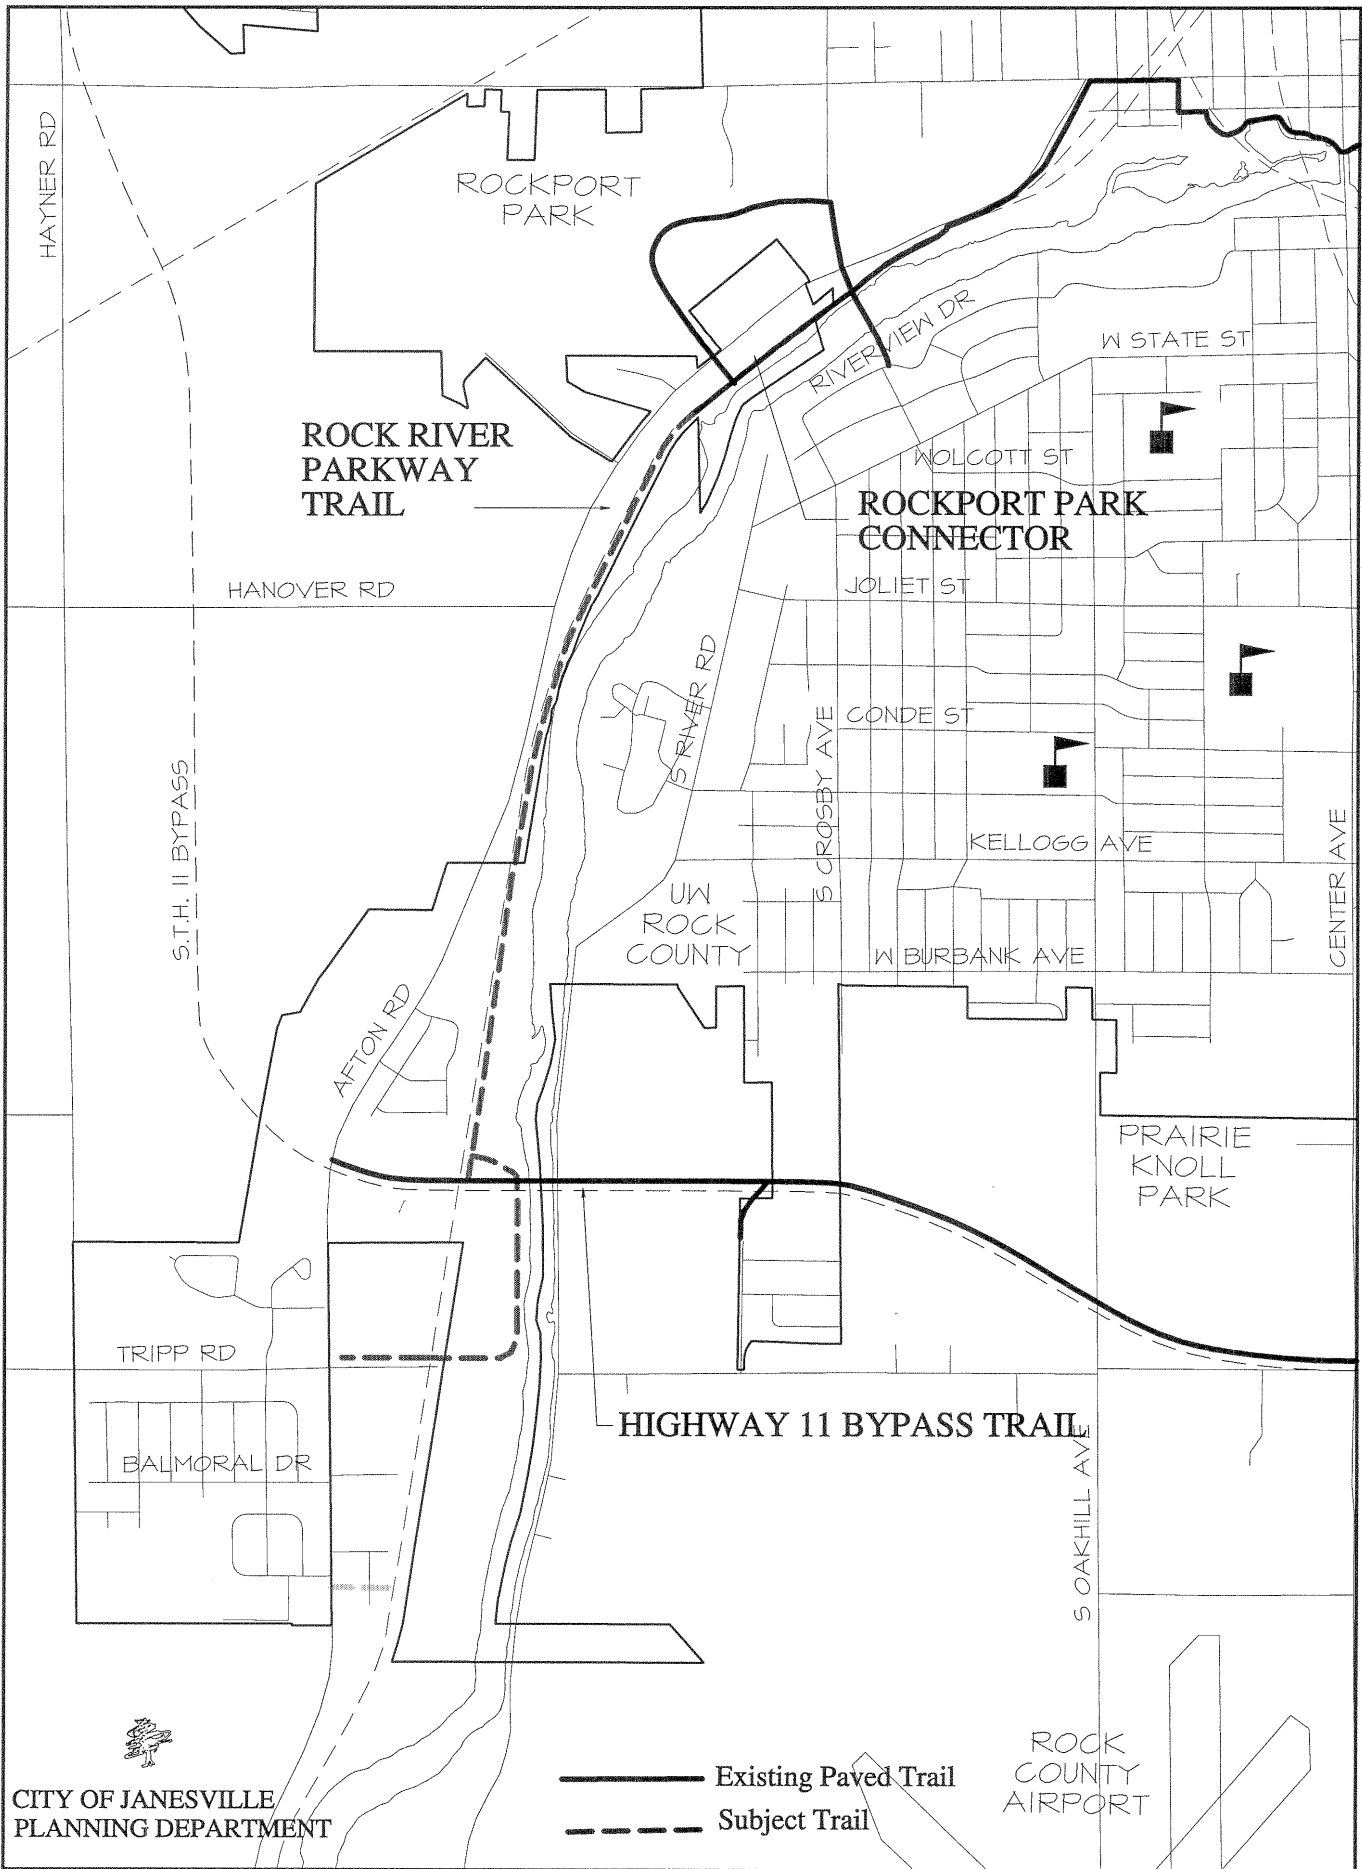 HAYNER RD
ROCKPORT
PARK
RIVERVIEW DR
W STATE ST
ROCK RIVER
PARKWAY
TRAIL
WOLCOTT ST
ROCKPORT PARK
CONNECTOR
HANOVER RD
JOLIET ST
S RIVER RD
CONDE ST
S CROSBY AVE
S.T.H. 11 BYPASS
KELLOGG AVE
CENTER AVE
UW
ROCK
COUNTY
W BURBANK AVE
AFTON RD
PRAIRIE
KNOLL
PARK
TRIPP RD
HIGHWAY 11 BYPASS TRAIL
BALMORAL DR
S OAKHILL AVE
ROCK
COUNTY
AIRPORT
CITY OF JANESVILLE
PLANNING DEPARTMENT
Existing Paved Trail
Subject Trail